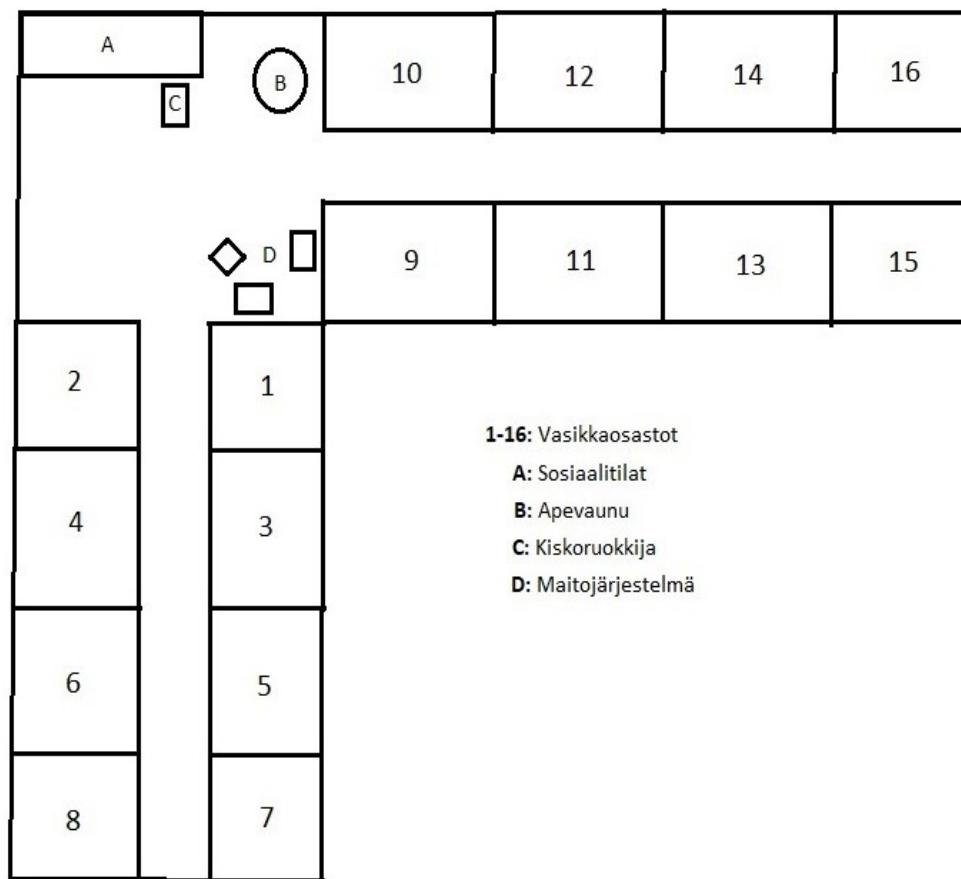 A
C
B
10
12
14
16
D
9
11
13
15
2
1
4
3
6
5
8
7
1-16: Vasikkaosastot
A: Sosiaalitilat
B: Apevaunu
C: Kiskoruokkija
D: Maitojärjestelmä